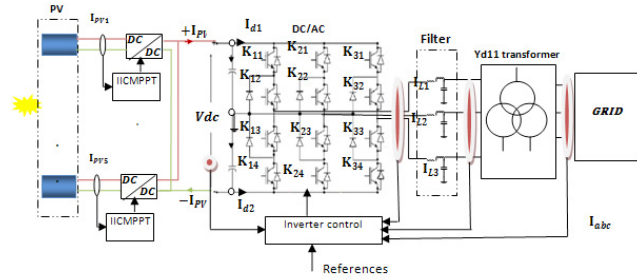 PV
I_PV1
DC
DC
IICMPPT
+I_PV
I_d1
DC/AC
K11
K21
K31
K12
K22
K32
Vdc
K13
K23
K33
K14
K24
K34
I_PV5
DC
DC
IICMPPT
−I_PV
I_d2
Filter
I_L1
I_L2
I_L3
Yd11 transformer
GRID
I_abc
Inverter control
References